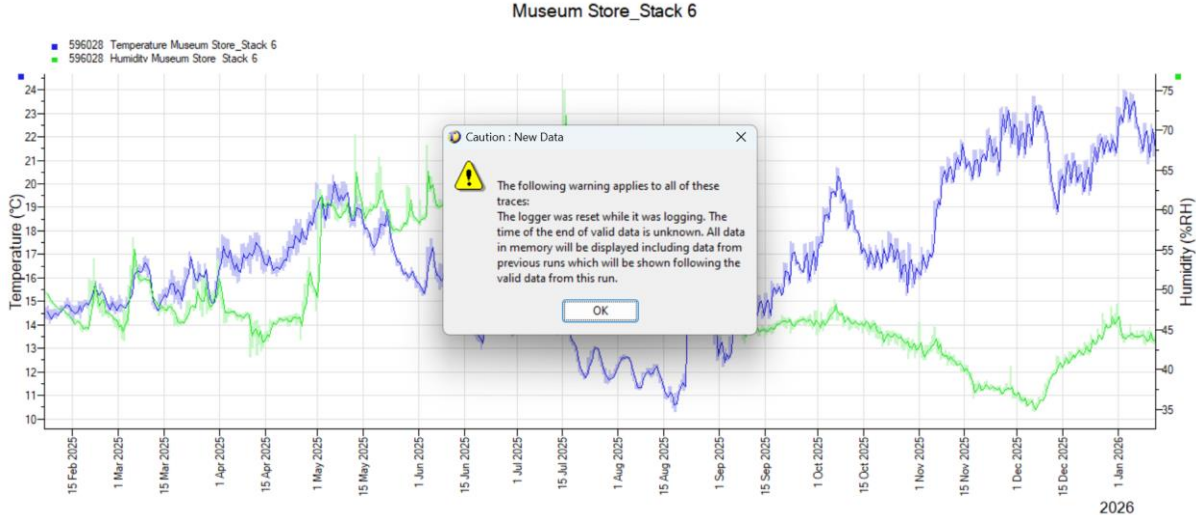 Museum Store_Stack 6
596028 Temperature Museum Store_Stack 6
596028 Humidity Museum Store Stack 6
24
23
22
21
20
19
18
17
16
15
14
13
12
11
10
Temperature (°C)
Caution : New Data
The following warning applies to all of these
traces:
The logger was reset while it was logging. The
time of the end of valid data is unknown. All data
in memory will be displayed including data from
previous runs which will be shown following the
valid data from this run.
OK
75
70
65
60
55
50
45
40
35
Humidity (%RH)
15 Feb 2025
1 Mar 2025
15 Mar 2025
1 Apr 2025
15 Apr 2025
1 May 2025
15 May 2025
1 Jun 2025
15 Jun 2025
1 Jul 2025
15 Jul 2025
1 Aug 2025
15 Aug 2025
1 Sep 2025
15 Sep 2025
1 Oct 2025
15 Oct 2025
1 Nov 2025
15 Nov 2025
1 Dec 2025
15 Dec 2025
1 Jan 2026
2026